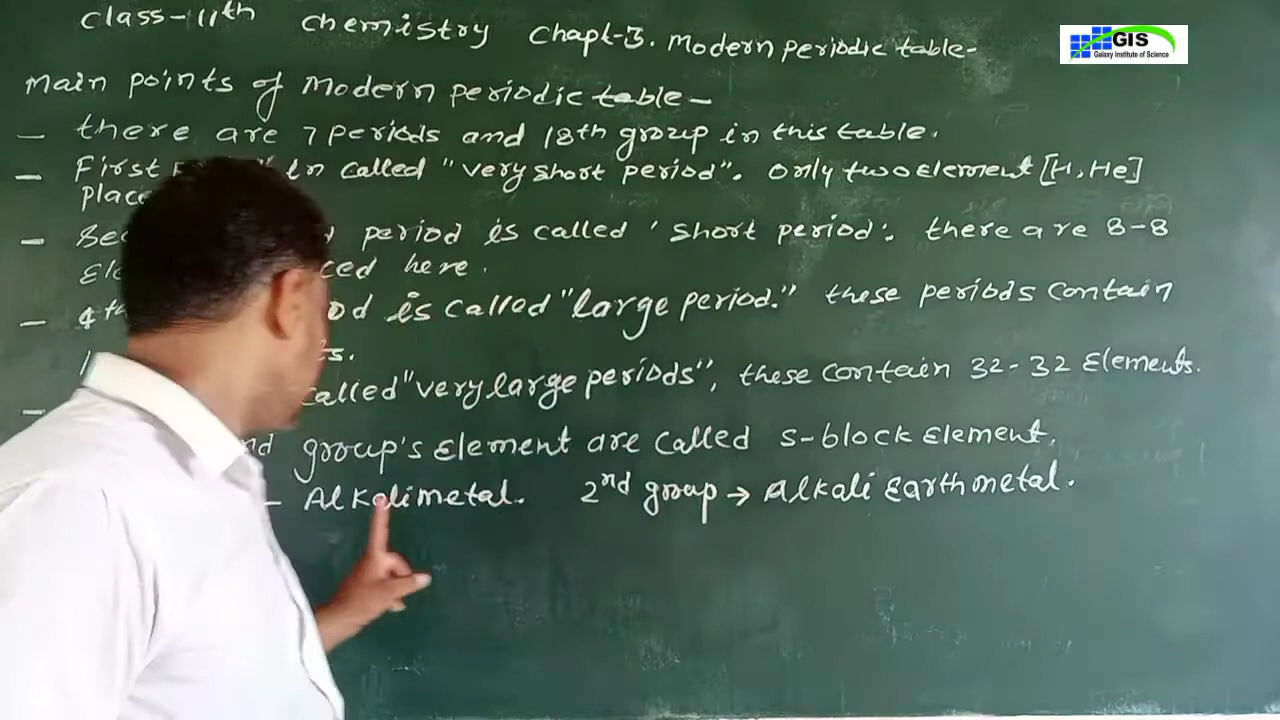 class-11th chemistry Chapt-3. Modern periodic table-
GIS
Galaxy Institute of Science
Main points of Modern periodic table -
- there are 7 periods and 18th group in this table.
- First in called "very short period". Only two element [H, He]
place
- period is called 'short period'. there are 8-8
here.
- 4th is called "large period." these periods contain
- called "very large periods", these contain 32-32 Elements.
group's Element are called s-block Element.
- Alkali metal. 2nd group → Alkali Earth metal.